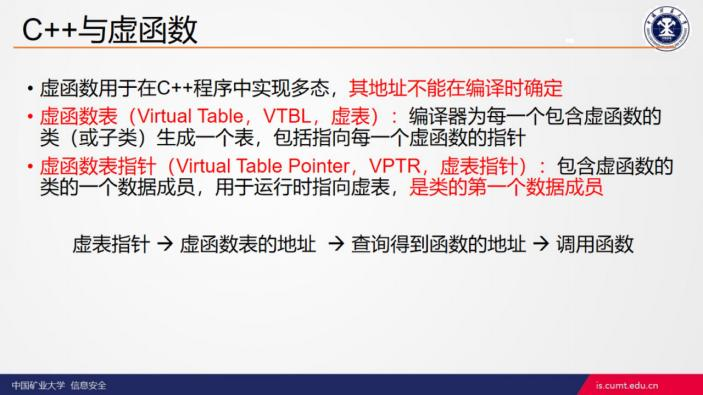 C++与虚函数
• 虚函数用于在C++程序中实现多态，其地址不能在编译时确定
• 虚函数表（Virtual Table，VTBL，虚表）：编译器为每一个包含虚函数的
类（或子类）生成一个表，包括指向每一个虚函数的指针
• 虚函数表指针（Virtual Table Pointer，VPTR，虚表指针）：包含虚函数的
类的一个数据成员，用于运行时指向虚表，是类的第一个数据成员
虚表指针 → 虚函数表的地址 → 查询得到函数的地址 → 调用函数
中国矿业大学 信息安全
is.cumt.edu.cn